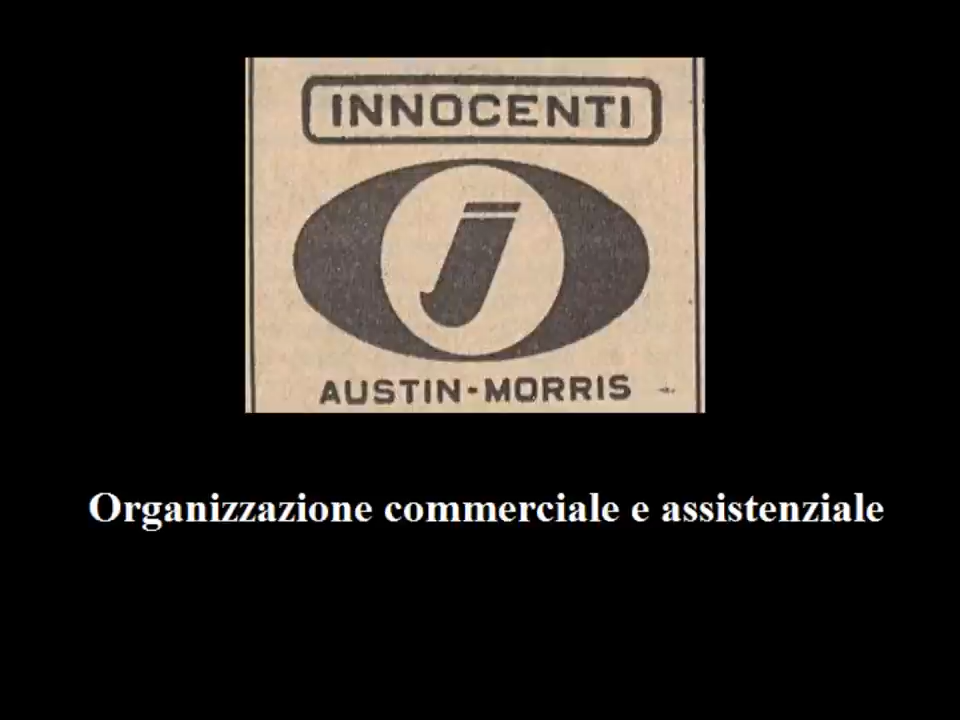 INNOCENTI
j
AUSTIN-MORRIS
Organizzazione commerciale e assistenziale